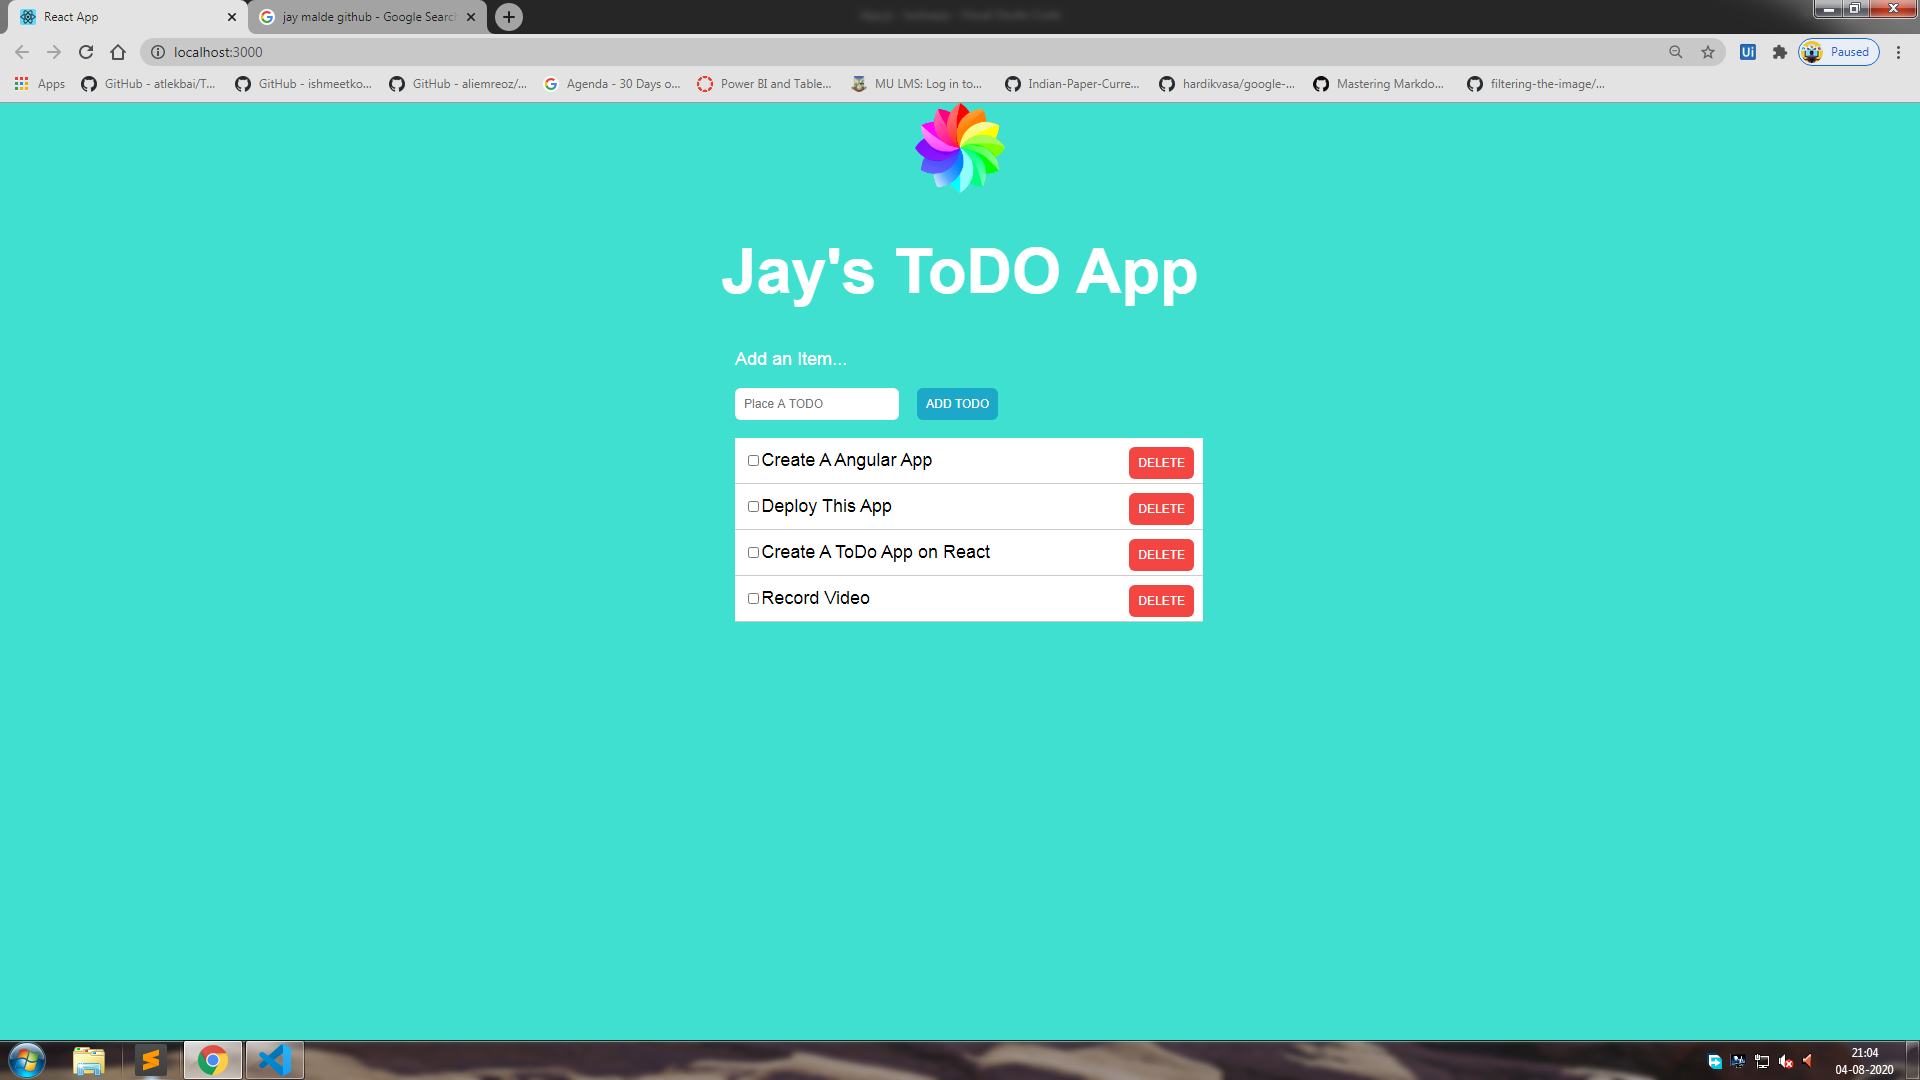 React App
jay malde github - Google Search
localhost:3000
Paused
Apps
GitHub - atlekbai/T...
GitHub - ishmeetko...
GitHub - aliemreoz/...
Agenda - 30 Days o...
Power BI and Table...
MU LMS: Log in to...
Indian-Paper-Curre...
hardikvasa/google-...
Mastering Markdo...
filtering-the-image/...
Jay's ToDO App
Add an Item...
Place A TODO
ADD TODO
Create A Angular App
DELETE
Deploy This App
DELETE
Create A ToDo App on React
DELETE
Record Video
DELETE
21:04
04-08-2020